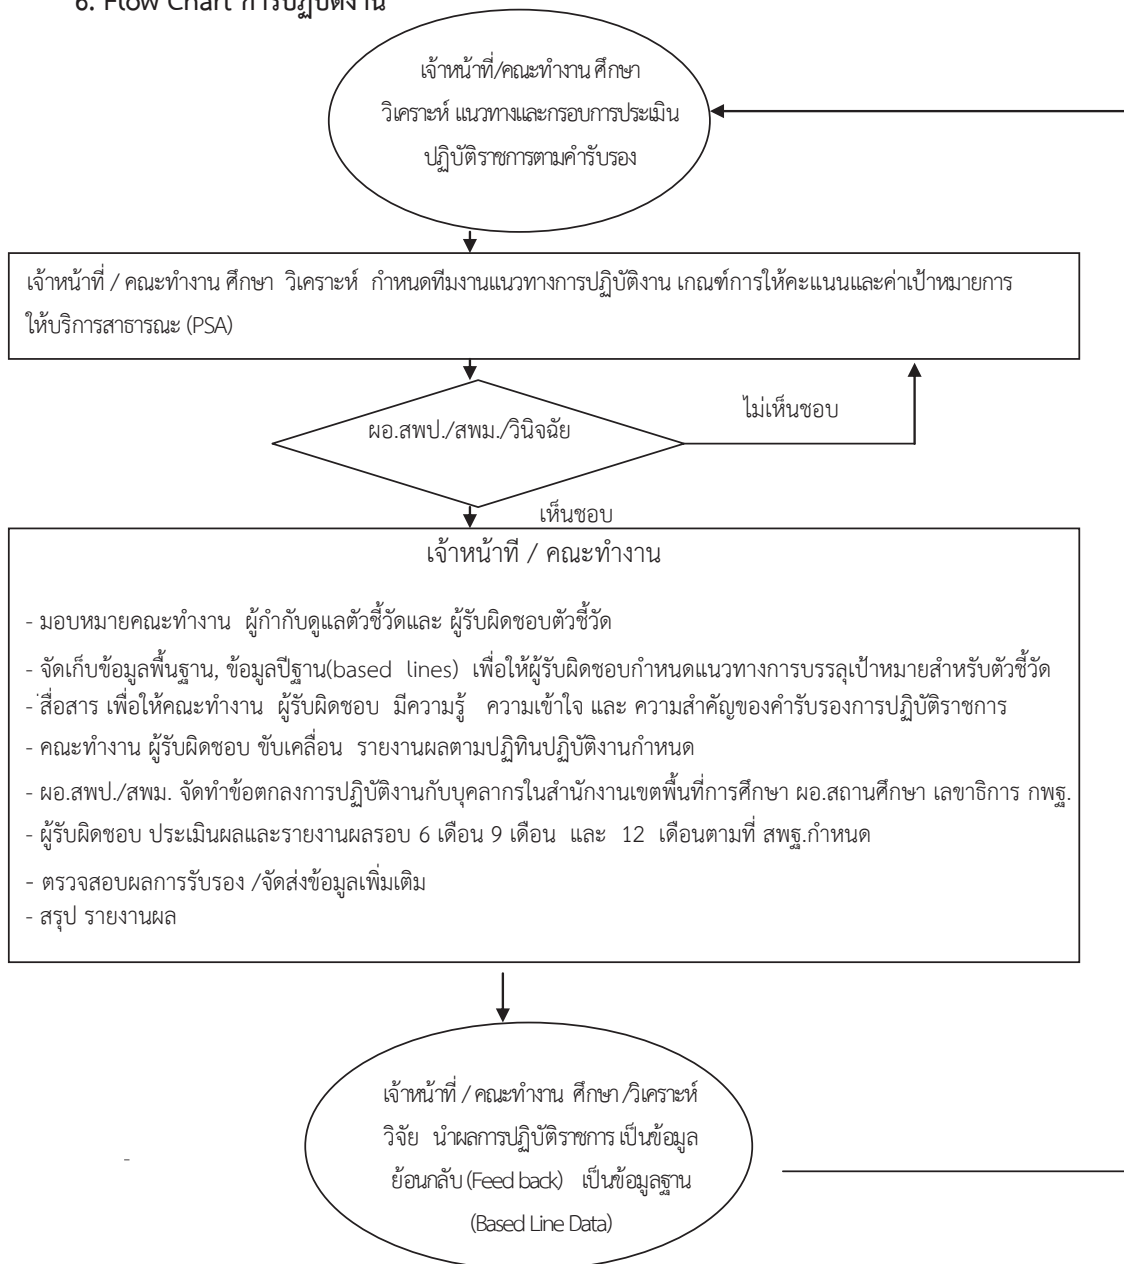 6. Flow Chart การปฏิบัติงาน
เจ้าหน้าที่/คณะทำงาน ศึกษา
วิเคราะห์ แนวทางและกรอบการประเมิน
ปฏิบัติราชการตามคำรับรอง
เจ้าหน้าที่ / คณะทำงาน ศึกษา วิเคราะห์ กำหนดทีมงานแนวทางการปฏิบัติงาน เกณฑ์การให้คะแนนและค่าเป้าหมายการ
ให้บริการสาธารณะ (PSA)
ผอ.สพป./สพม./วินิจฉัย
ไม่เห็นชอบ
เห็นชอบ
เจ้าหน้าที / คณะทำงาน
- มอบหมายคณะทำงาน ผู้กำกับดูแลตัวชี้วัดและ ผู้รับผิดชอบตัวชี้วัด
- จัดเก็บข้อมูลพื้นฐาน, ข้อมูลปีฐาน(based lines) เพื่อให้ผู้รับผิดชอบกำหนดแนวทางการบรรลุเป้าหมายสำหรับตัวชี้วัด
- สื่อสาร เพื่อให้คณะทำงาน ผู้รับผิดชอบ มีความรู้ ความเข้าใจ และ ความสำคัญของคำรับรองการปฏิบัติราชการ
- คณะทำงาน ผู้รับผิดชอบ ขับเคลื่อน รายงานผลตามปฏิทินปฏิบัติงานกำหนด
- ผอ.สพป./สพม. จัดทำข้อตกลงการปฏิบัติงานกับบุคลากรในสำนักงานเขตพื้นที่การศึกษา ผอ.สถานศึกษา เลขาธิการ กพฐ.
- ผู้รับผิดชอบ ประเมินผลและรายงานผลรอบ 6 เดือน 9 เดือน และ 12 เดือนตามที่ สพฐ.กำหนด
- ตรวจสอบผลการรับรอง /จัดส่งข้อมูลเพิ่มเติม
- สรุป รายงานผล
เจ้าหน้าที่ / คณะทำงาน ศึกษา /วิเคราะห์
วิจัย นำผลการปฏิบัติราชการ เป็นข้อมูล
ย้อนกลับ (Feed back) เป็นข้อมูลฐาน
(Based Line Data)
-